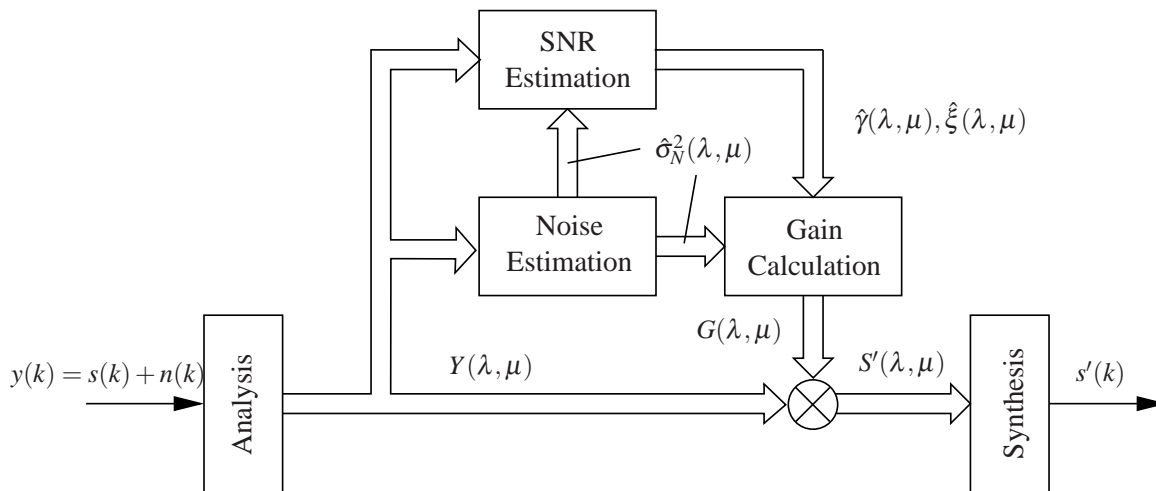 SNR
Estimation
γ̂(λ,μ), ξ̂(λ,μ)
σ̂²_N(λ,μ)
Noise
Estimation
Gain
Calculation
G(λ,μ)
y(k) = s(k)+n(k)
Analysis
Y(λ,μ)
S′(λ,μ)
Synthesis
s′(k)